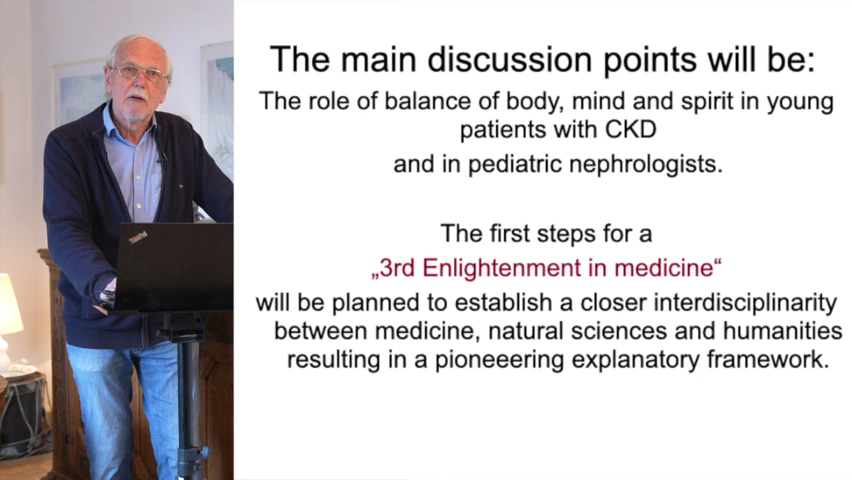 The main discussion points will be:
The role of balance of body, mind and spirit in young
patients with CKD
and in pediatric nephrologists.
The first steps for a
„3rd Enlightenment in medicine“
will be planned to establish a closer interdisciplinarity
between medicine, natural sciences and humanities
resulting in a pioneeering explanatory framework.
ThinkPad